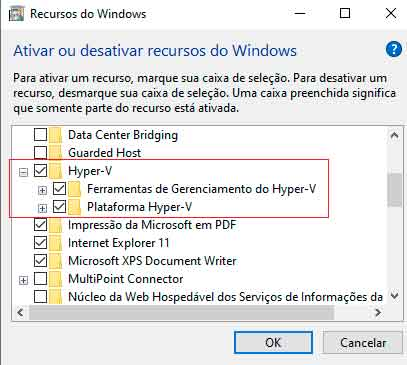 Recursos do Windows
Ativar ou desativar recursos do Windows
Para ativar um recurso, marque sua caixa de seleção. Para desativar um
recurso, desmarque sua caixa de seleção. Uma caixa preenchida significa
que somente parte do recurso está ativada.
Data Center Bridging
Guarded Host
Hyper-V
Ferramentas de Gerenciamento do Hyper-V
Plataforma Hyper-V
Impressão da Microsoft em PDF
Internet Explorer 11
Microsoft XPS Document Writer
MultiPoint Connector
Núcleo da Web Hospedável dos Serviços de Informações da
OK
Cancelar